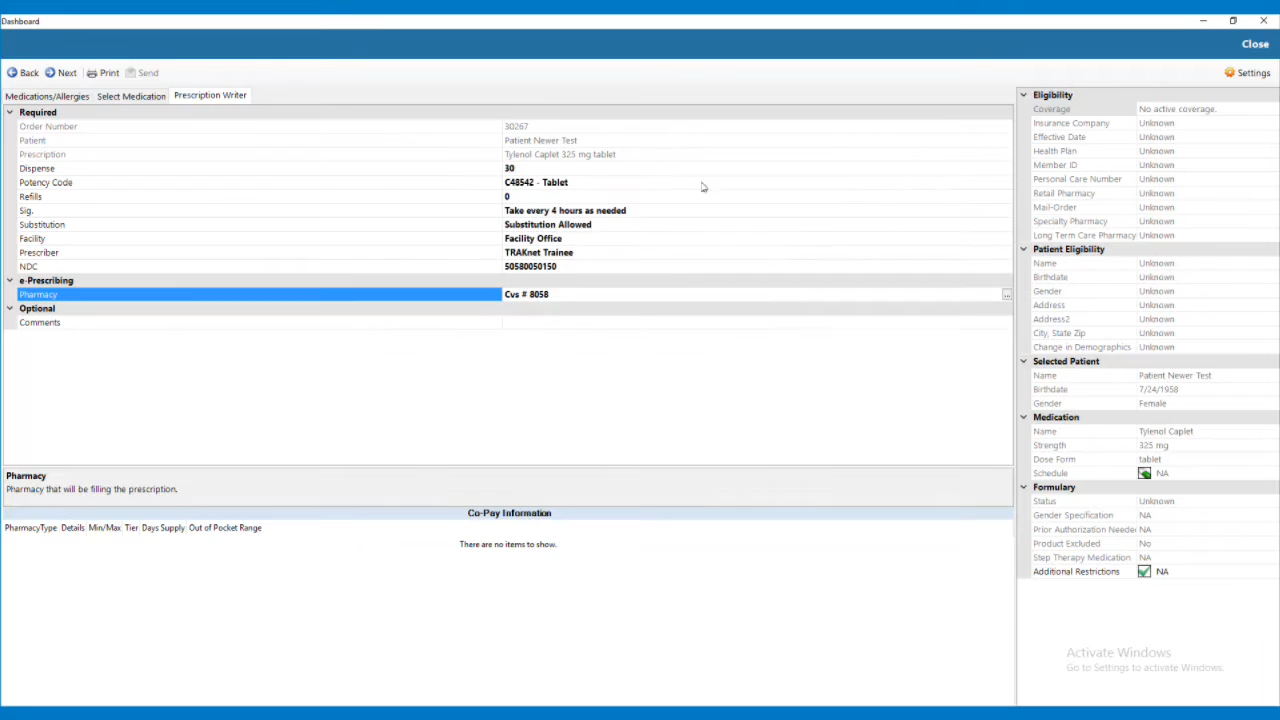 Dashboard
Close
Back Next Print Send Settings
Medications/Allergies Select Medication Prescription Writer
Required
Order Number 30267
Patient Patient Newer Test
Prescription Tylenol Caplet 325 mg tablet
Dispense 30
Potency Code C48542 - Tablet
Refills 0
Sig. Take every 4 hours as needed
Substitution Substitution Allowed
Facility Facility Office
Prescriber TRAKnet Trainee
NDC 50580050150
e-Prescribing
Pharmacy Cvs # 8058 ...
Optional
Comments
Pharmacy
Pharmacy that will be filling the prescription.
Co-Pay Information
PharmacyType Details Min/Max Tier Days Supply Out of Pocket Range
There are no items to show.
Eligibility
Coverage No active coverage.
Insurance Company Unknown
Effective Date Unknown
Health Plan Unknown
Member ID Unknown
Personal Care Number Unknown
Retail Pharmacy Unknown
Mail-Order Unknown
Specialty Pharmacy Unknown
Long Term Care Pharmacy Unknown
Patient Eligibility
Name Unknown
Birthdate Unknown
Gender Unknown
Address Unknown
Address2 Unknown
City, State Zip Unknown
Change in Demographics Unknown
Selected Patient
Name Patient Newer Test
Birthdate 7/24/1958
Gender Female
Medication
Name Tylenol Caplet
Strength 325 mg
Dose Form tablet
Schedule NA
Formulary
Status Unknown
Gender Specification NA
Prior Authorization Neede NA
Product Excluded No
Step Therapy Medication NA
Additional Restrictions NA
Activate Windows
Go to Settings to activate Windows.